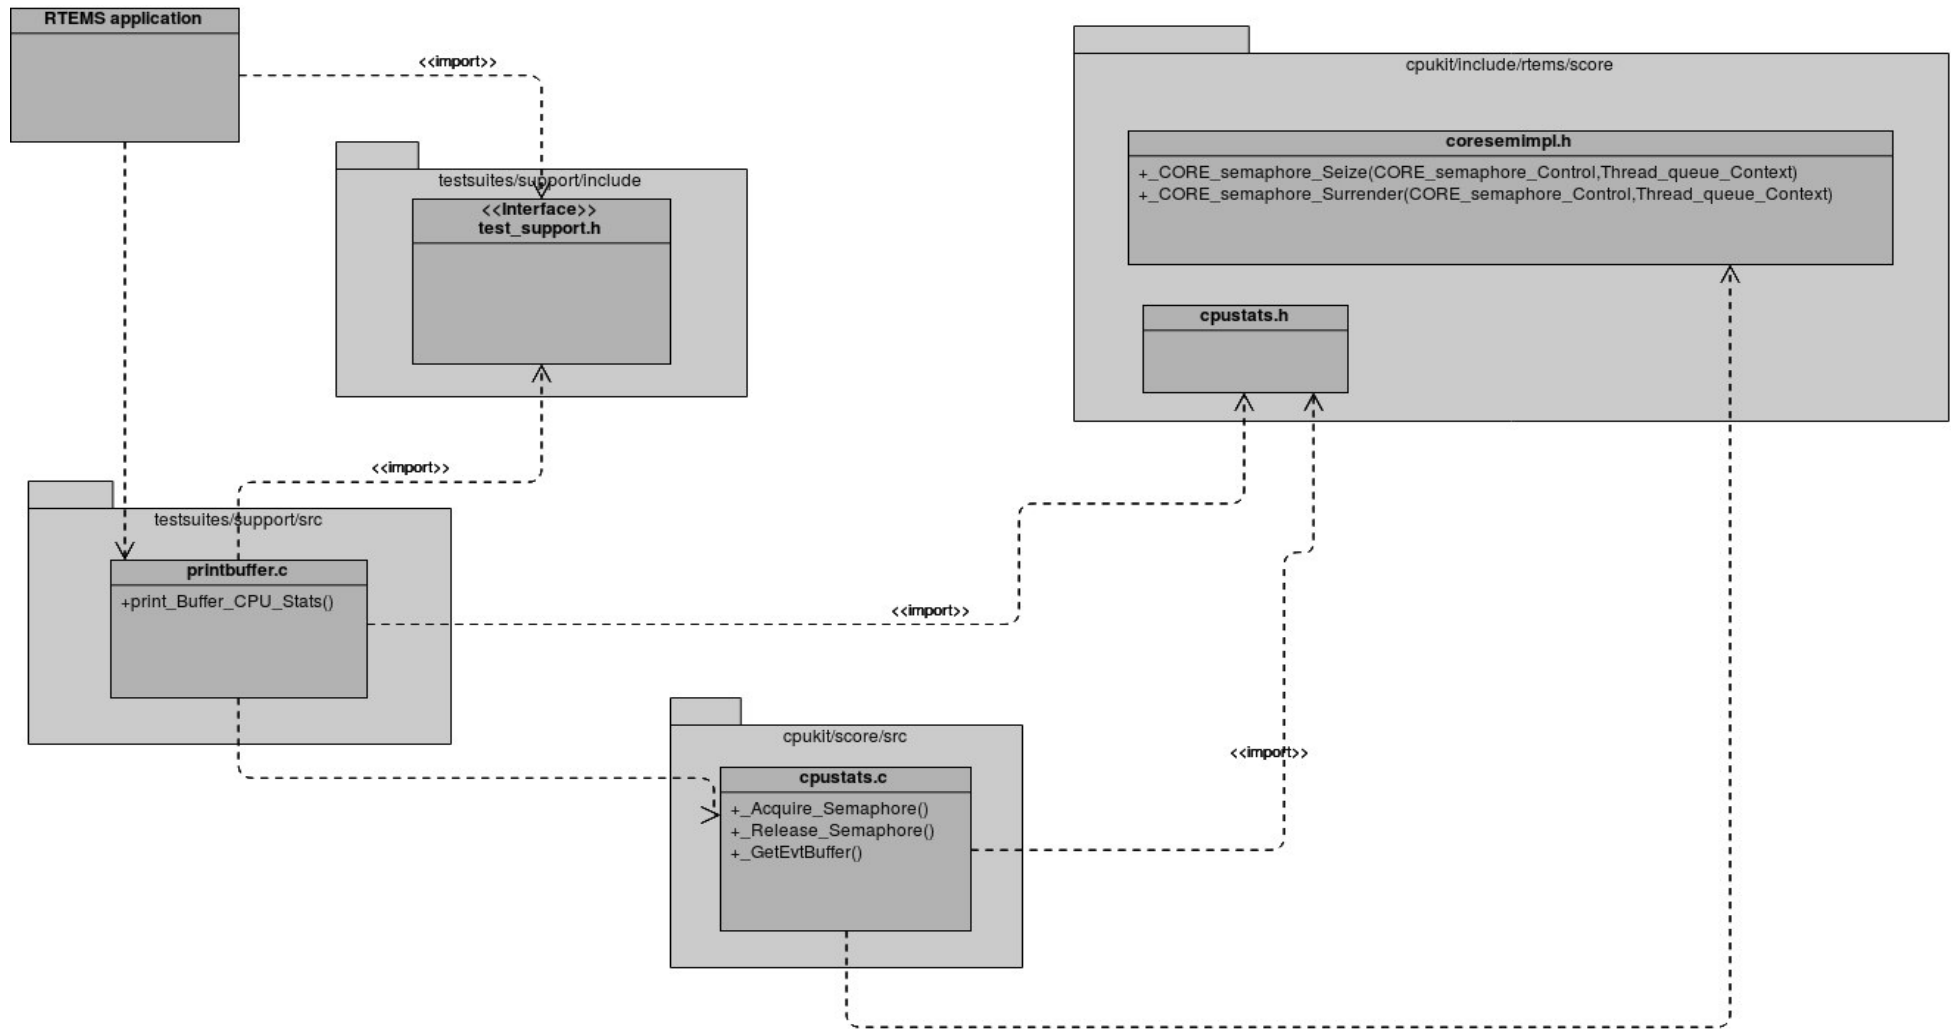 RTEMS application
<<import>>
cpukit/include/rtems/score
coresemimpl.h
+_CORE_semaphore_Seize(CORE_semaphore_Control,Thread_queue_Context)
+_CORE_semaphore_Surrender(CORE_semaphore_Control,Thread_queue_Context)
testsuites/support/include
<<Interface>>
test_support.h
cpustats.h
<<import>>
testsuites/support/src
printbuffer.c
+print_Buffer_CPU_Stats()
<<import>>
cpukit/score/src
<<import>>
cpustats.c
+_Acquire_Semaphore()
+_Release_Semaphore()
+_GetEvtBuffer()